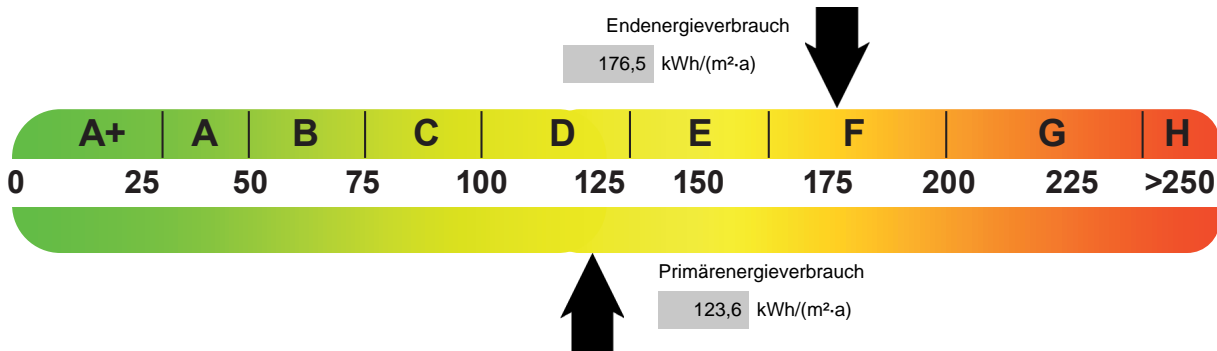 Endenergieverbrauch
176,5 kWh/(m²·a)
A+ A B C D E F G H
0 25 50 75 100 125 150 175 200 225 >250
Primärenergieverbrauch
123,6 kWh/(m²·a)